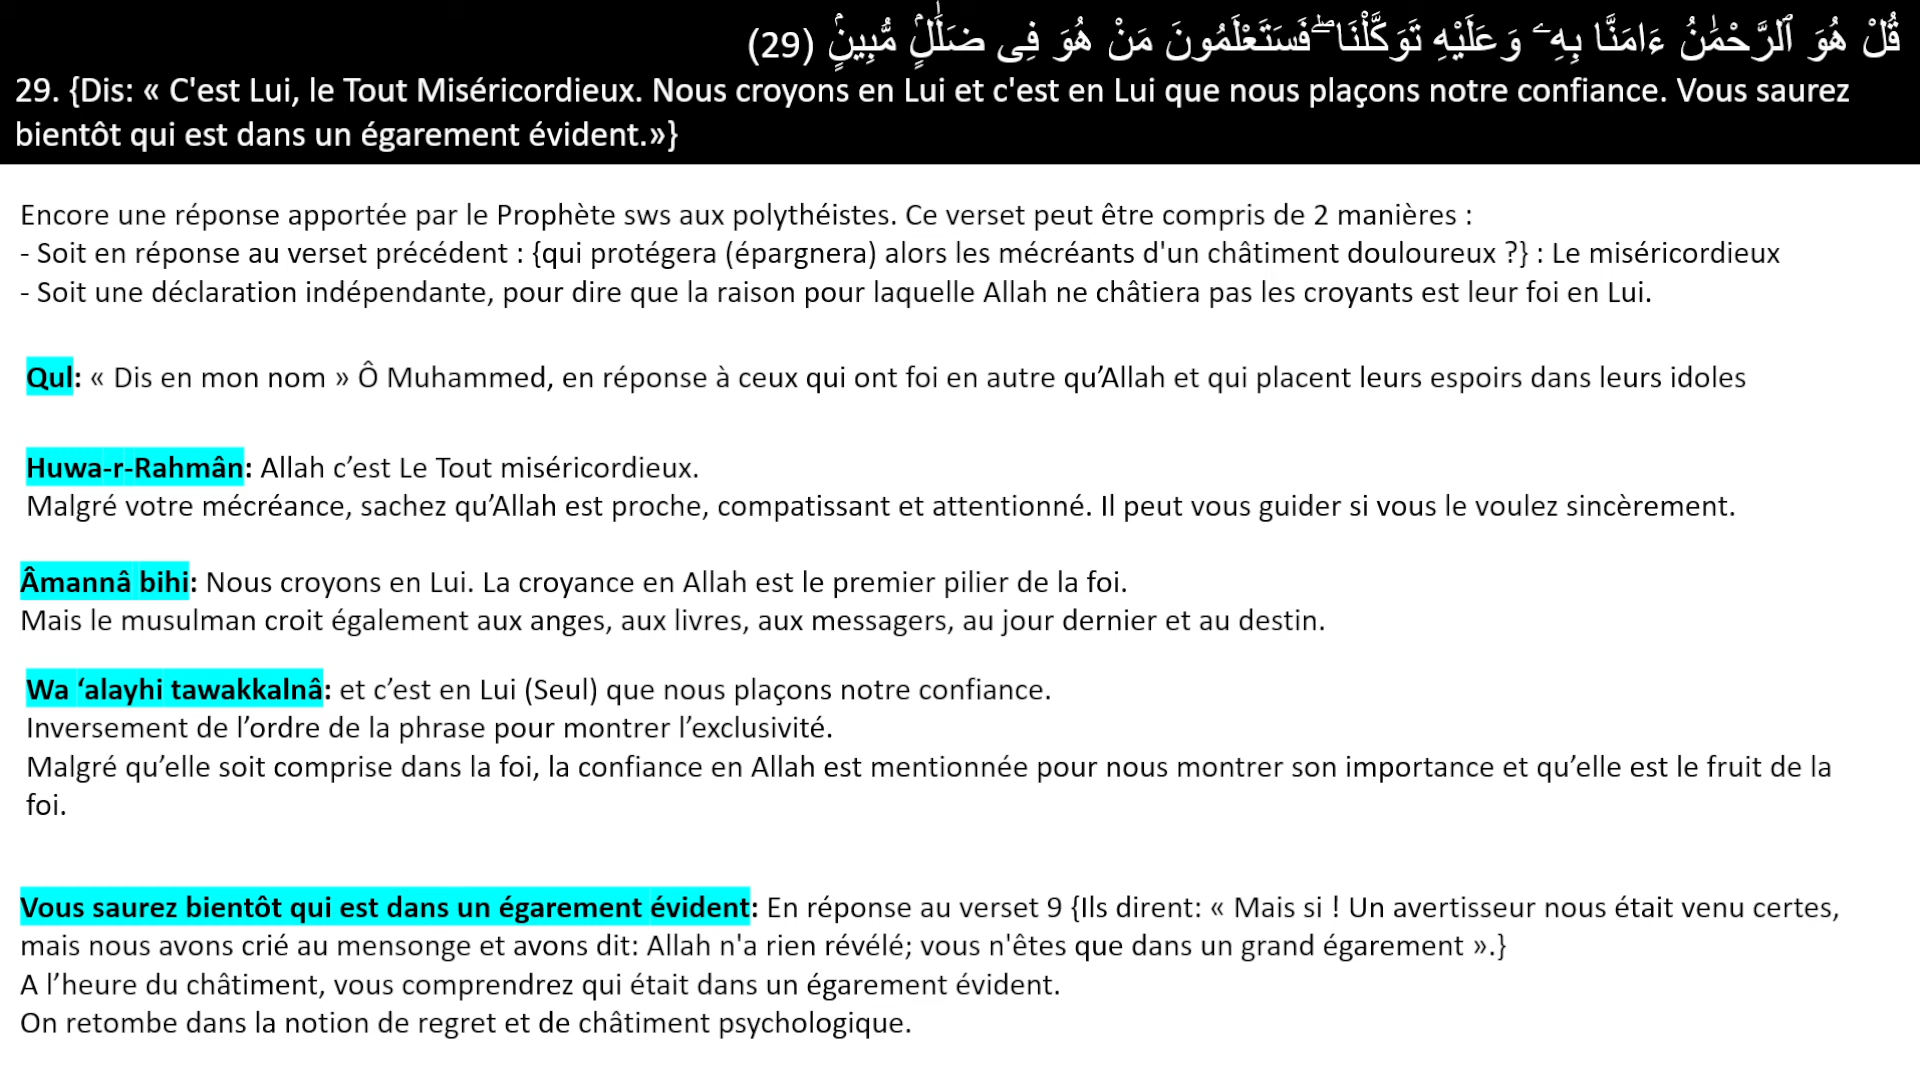 قُلْ هُوَ ٱلرَّحْمَٰنُ ءَامَنَّا بِهِۦ وَعَلَيْهِ تَوَكَّلْنَا ۖ فَسَتَعْلَمُونَ مَنْ هُوَ فِى ضَلَٰلٍۢ مُّبِينٍۢ (29)
29. {Dis: « C'est Lui, le Tout Miséricordieux. Nous croyons en Lui et c'est en Lui que nous plaçons notre confiance. Vous saurez
bientôt qui est dans un égarement évident.»}
Encore une réponse apportée par le Prophète sws aux polythéistes. Ce verset peut être compris de 2 manières :
- Soit en réponse au verset précédent : {qui protégera (épargnera) alors les mécréants d'un châtiment douloureux ?} : Le miséricordieux
- Soit une déclaration indépendante, pour dire que la raison pour laquelle Allah ne châtiera pas les croyants est leur foi en Lui.
Qul: « Dis en mon nom » Ô Muhammed, en réponse à ceux qui ont foi en autre qu’Allah et qui placent leurs espoirs dans leurs idoles
Huwa-r-Rahmân: Allah c’est Le Tout miséricordieux.
Malgré votre mécréance, sachez qu’Allah est proche, compatissant et attentionné. Il peut vous guider si vous le voulez sincèrement.
Âmannâ bihi: Nous croyons en Lui. La croyance en Allah est le premier pilier de la foi.
Mais le musulman croit également aux anges, aux livres, aux messagers, au jour dernier et au destin.
Wa ‘alayhi tawakkalnâ: et c’est en Lui (Seul) que nous plaçons notre confiance.
Inversement de l’ordre de la phrase pour montrer l’exclusivité.
Malgré qu’elle soit comprise dans la foi, la confiance en Allah est mentionnée pour nous montrer son importance et qu’elle est le fruit de la
foi.
Vous saurez bientôt qui est dans un égarement évident: En réponse au verset 9 {Ils dirent: « Mais si ! Un avertisseur nous était venu certes,
mais nous avons crié au mensonge et avons dit: Allah n'a rien révélé; vous n'êtes que dans un grand égarement ».}
A l’heure du châtiment, vous comprendrez qui était dans un égarement évident.
On retombe dans la notion de regret et de châtiment psychologique.